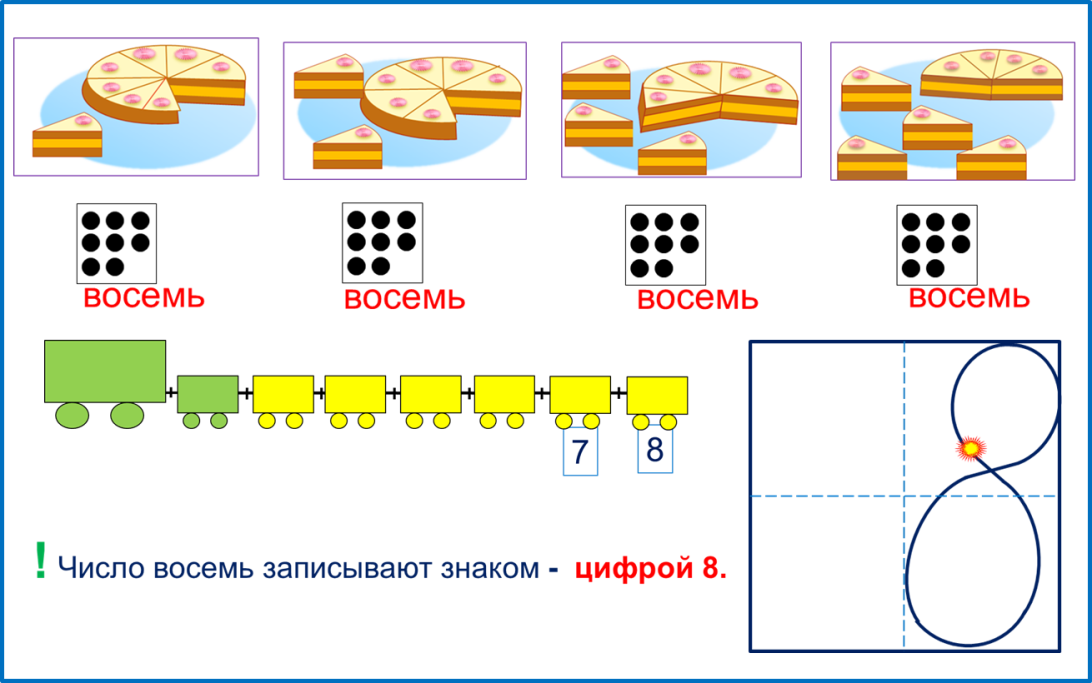 восемь восемь восемь восемь
7 8
! Число восемь записывают знаком - цифрой 8.